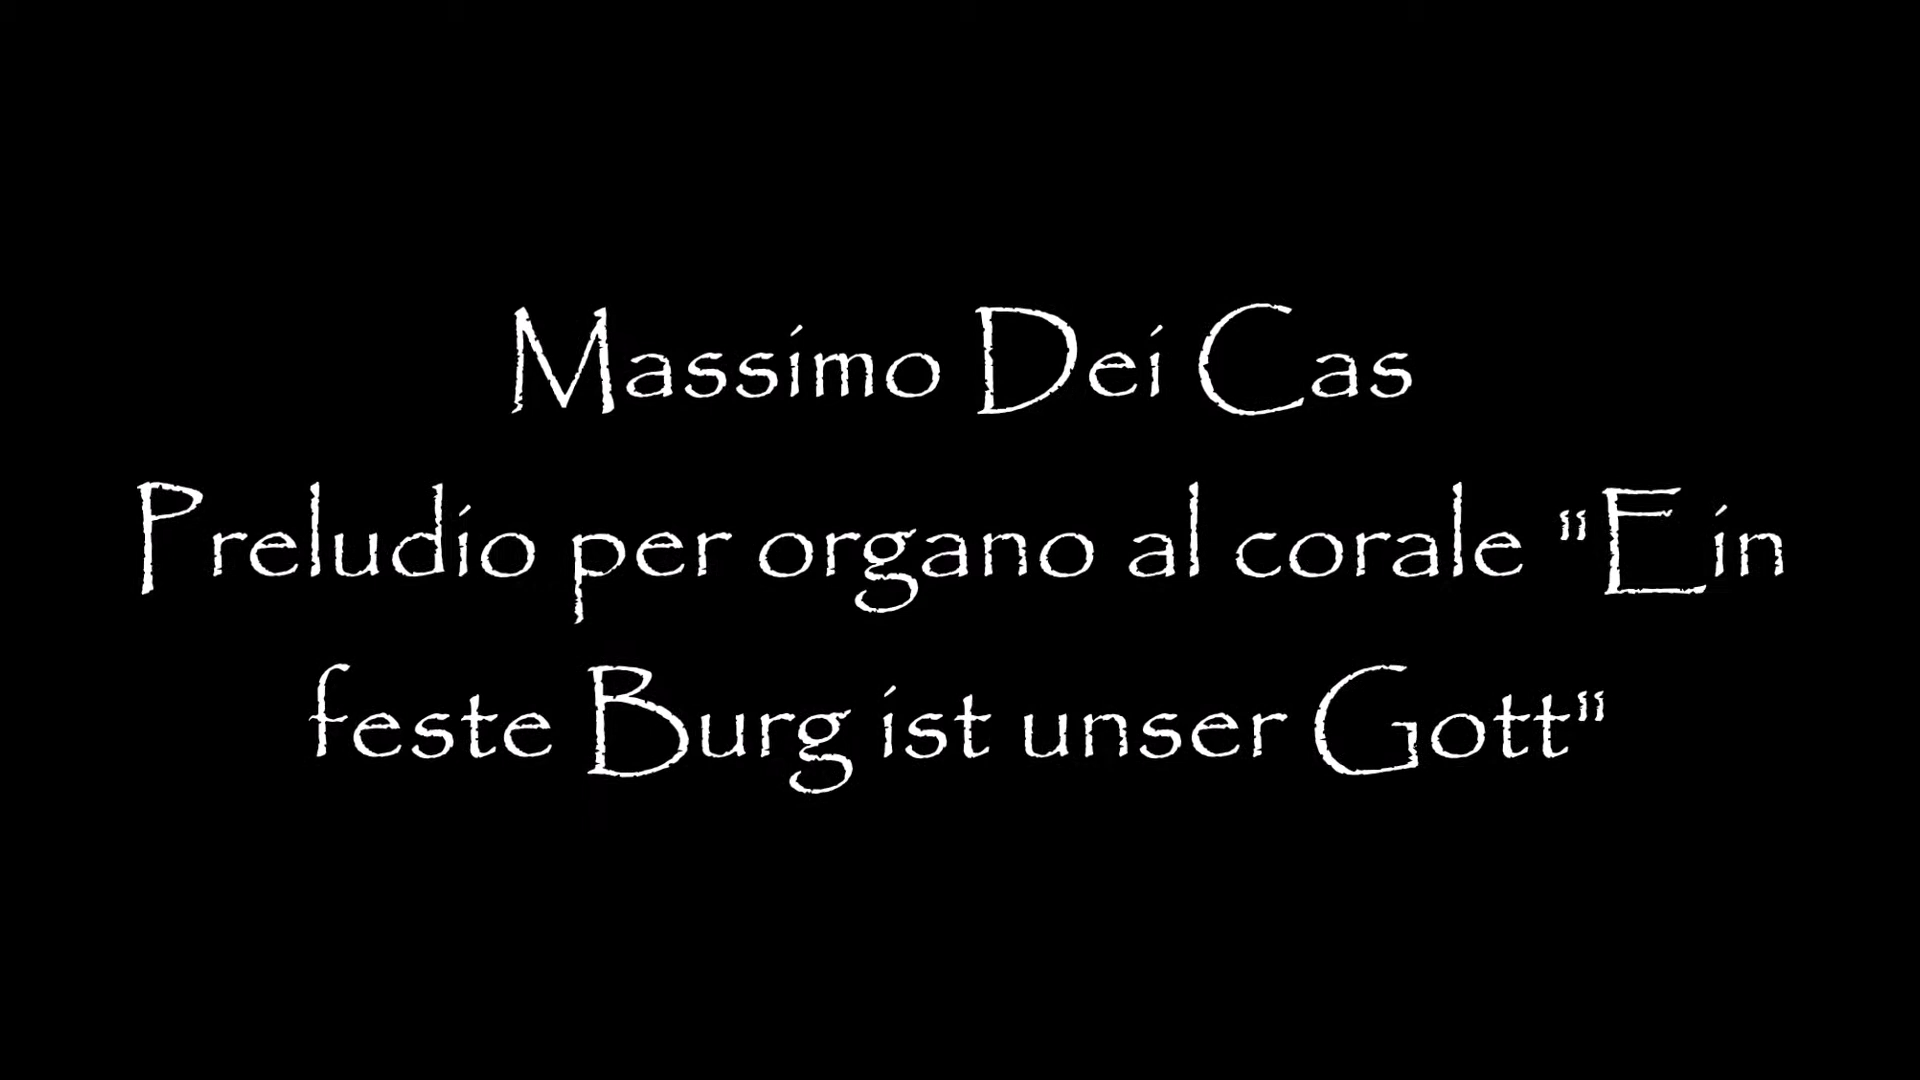 Massimo Dei Cas
Preludio per organo al corale "Ein
feste Burg ist unser Gott"